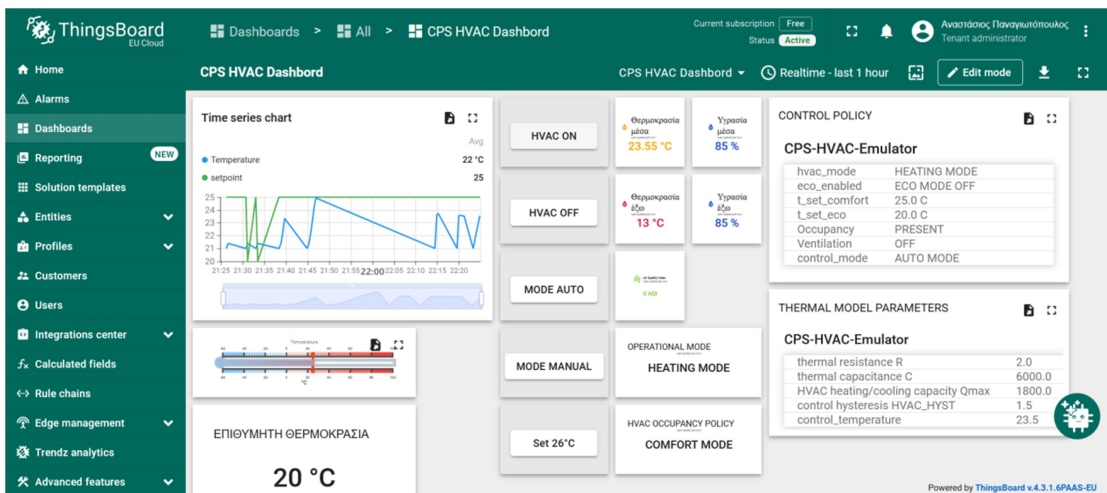 ThingsBoard
EU Cloud
Dashboards > All > CPS HVAC Dashbord
Current subscription Free
Status Active
Αναστάσιος Παναγιωτόπουλος
Tenant administrator
Home
Alarms
Dashboards
Reporting NEW
Solution templates
Entities
Profiles
Customers
Users
Integrations center
Calculated fields
Rule chains
Edge management
Trendz analytics
Advanced features
CPS HVAC Dashbord
CPS HVAC Dashbord
Realtime - last 1 hour
Edit mode
Time series chart
Avg
Temperature 22 °C
setpoint 25
25
24
23
22
21
20
21:25 21:30 21:35 21:40 21:45 21:50 21:55 22:00 22:05 22:10 22:15 22:20
Temperature
°C
ΕΠΙΘΥΜΗΤΗ ΘΕΡΜΟΚΡΑΣΙΑ
20 °C
HVAC ON
HVAC OFF
MODE AUTO
MODE MANUAL
Set 26°C
Θερμοκρασία
μέσα
23.55 °C
Υγρασία
μέσα
85 %
Θερμοκρασία
έξω
13 °C
Υγρασία
έξω
85 %
0 AQI
OPERATIONAL MODE
HEATING MODE
HVAC OCCUPANCY POLICY
COMFORT MODE
CONTROL POLICY
CPS-HVAC-Emulator
hvac_mode HEATING MODE
eco_enabled ECO MODE OFF
t_set_comfort 25.0 C
t_set_eco 20.0 C
Occupancy PRESENT
Ventilation OFF
control_mode AUTO MODE
THERMAL MODEL PARAMETERS
CPS-HVAC-Emulator
thermal resistance R 2.0
thermal capacitance C 6000.0
HVAC heating/cooling capacity Qmax 1800.0
control hysteresis HVAC_HYST 1.5
control_temperature 23.5
Powered by ThingsBoard v.4.3.1.6PAAS-EU